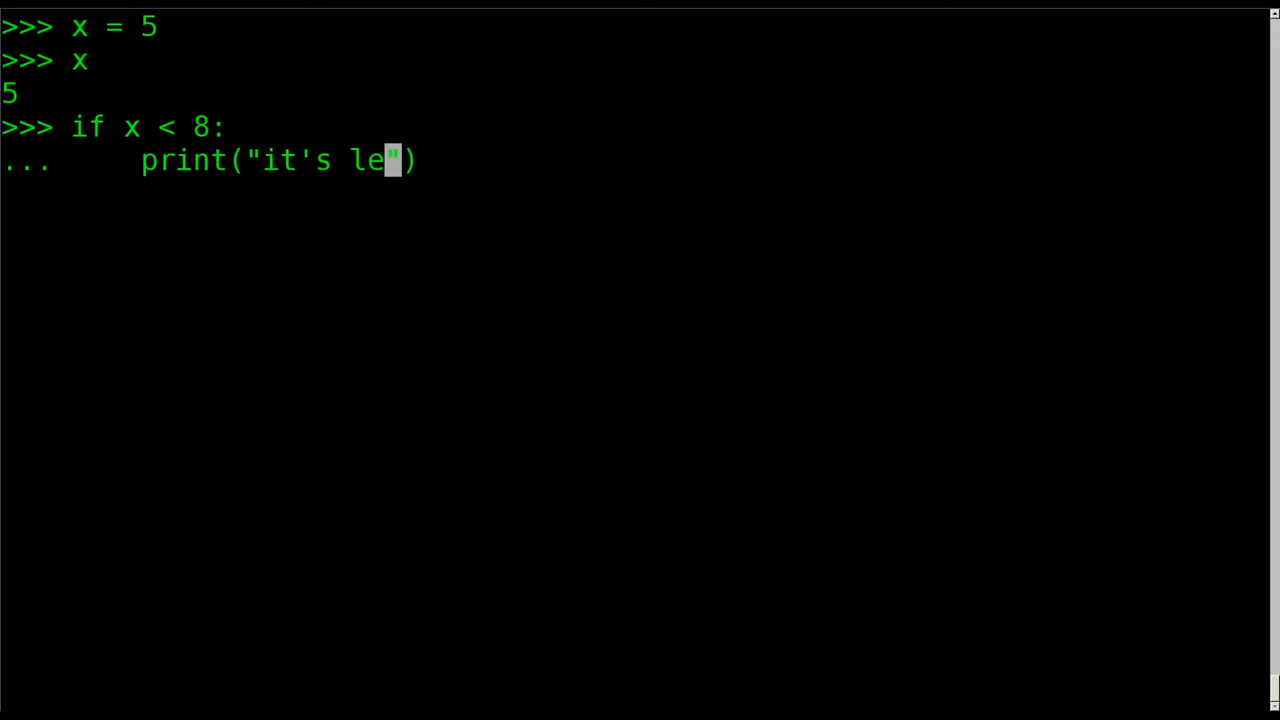 >>> x = 5
>>> x
5
>>> if x < 8:
...     print("it's le")